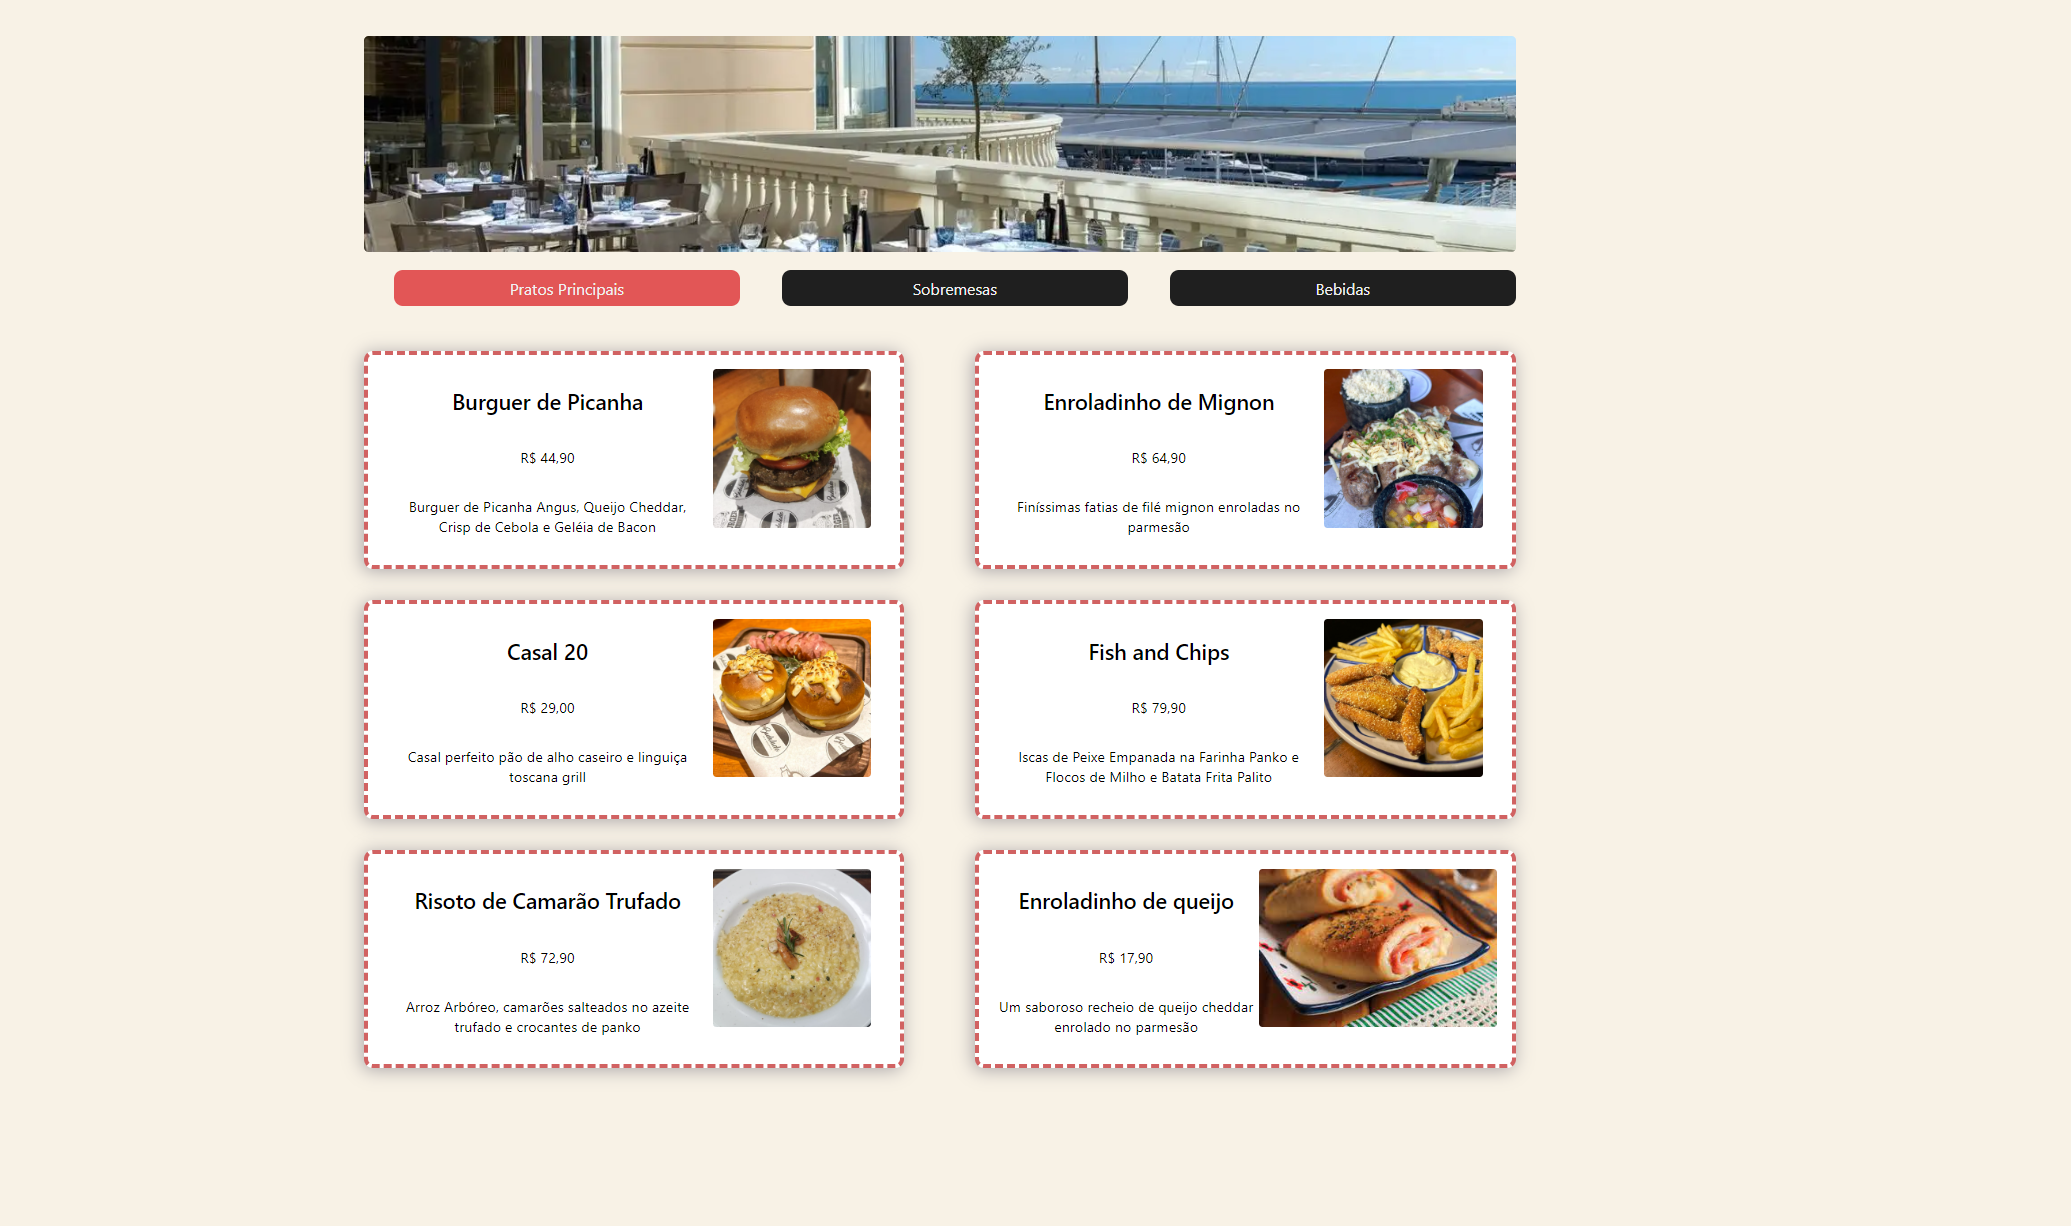 Pratos Principais
Sobremesas
Bebidas
Burguer de Picanha
R$ 44,90
Burguer de Picanha Angus, Queijo Cheddar,
Crisp de Cebola e Geléia de Bacon
Enroladinho de Mignon
R$ 64,90
Finíssimas fatias de filé mignon enroladas no
parmesão
Casal 20
R$ 29,00
Casal perfeito pão de alho caseiro e linguiça
toscana grill
Fish and Chips
R$ 79,90
Iscas de Peixe Empanada na Farinha Panko e
Flocos de Milho e Batata Frita Palito
Risoto de Camarão Trufado
R$ 72,90
Arroz Arbóreo, camarões salteados no azeite
trufado e crocantes de panko
Enroladinho de queijo
R$ 17,90
Um saboroso recheio de queijo cheddar
enrolado no parmesão